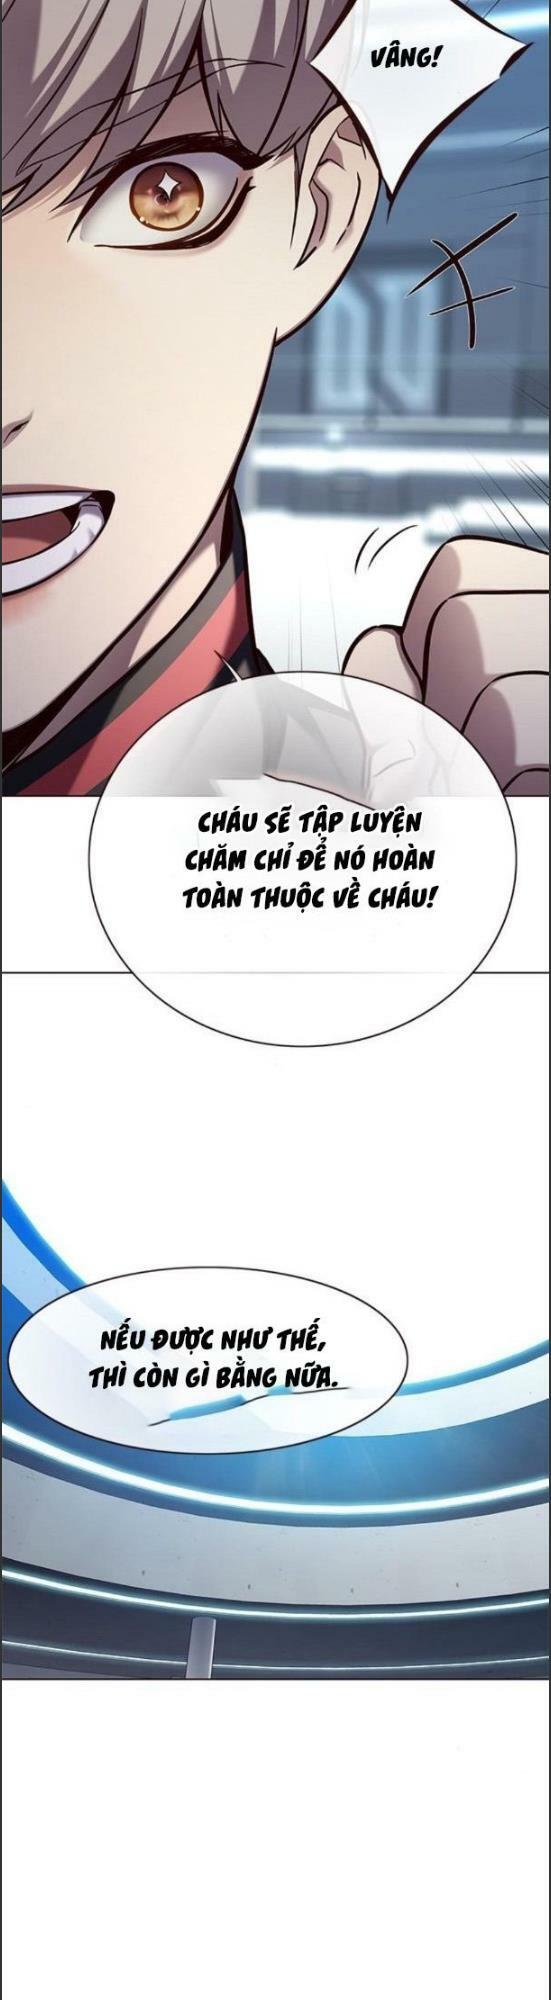 VÂNG!
CHÁU SẼ TẬP LUYỆN
CHĂM CHỈ ĐỂ NÓ HOÀN
TOÀN THUỘC VỀ CHÁU!
NẾU ĐƯỢC NHƯ THẾ,
THÌ CÒN GÌ BẰNG NỮA.